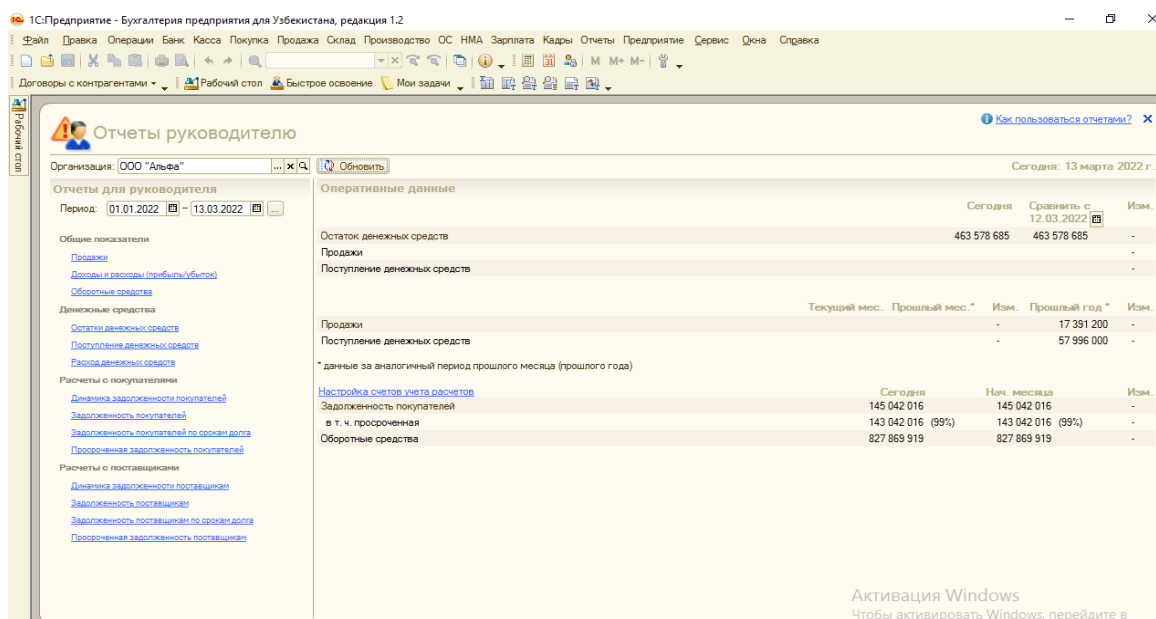 1С:Предприятие - Бухгалтерия предприятия для Узбекистана, редакция 1.2
Файл Правка Операции Банк Касса Покупка Продажа Склад Производство ОС НМА Зарплата Кадры Отчеты Предприятие Сервис Окна Справка
M M+ M-
Договоры с контрагентами Рабочий стол Быстрое освоение Мои задачи
Рабочий стол
Отчеты руководителю
Как пользоваться отчетами?
Организация: ООО "Альфа" ... x Обновить
Сегодня: 13 марта 2022 г.
Отчеты для руководителя
Период: 01.01.2022 – 13.03.2022 ...
Общие показатели
Продажи
Доходы и расходы (прибыль/убыток)
Оборотные средства
Денежные средства
Остатки денежных средств
Поступление денежных средств
Расход денежных средств
Расчеты с покупателями
Динамика задолженности покупателей
Задолженность покупателей
Задолженность покупателей по срокам долга
Просроченная задолженность покупателей
Расчеты с поставщиками
Динамика задолженности поставщикам
Задолженность поставщикам
Задолженность поставщикам по срокам долга
Просроченная задолженность поставщикам
Оперативные данные
Сегодня Сравнить с 12.03.2022 Изм.
Остаток денежных средств 463 578 685 463 578 685 -
Продажи -
Поступление денежных средств -
Текущий мес. Прошлый мес.* Изм. Прошлый год * Изм.
Продажи - 17 391 200 -
Поступление денежных средств - 57 996 000 -
* данные за аналогичный период прошлого месяца (прошлого года)
Настройка счетов учета расчетов Сегодня Нач. месяца Изм.
Задолженность покупателей 145 042 016 145 042 016 -
в т. ч. просроченная 143 042 016 (99%) 143 042 016 (99%) -
Оборотные средства 827 869 919 827 869 919 -
Активация Windows
Чтобы активировать Windows, перейдите в